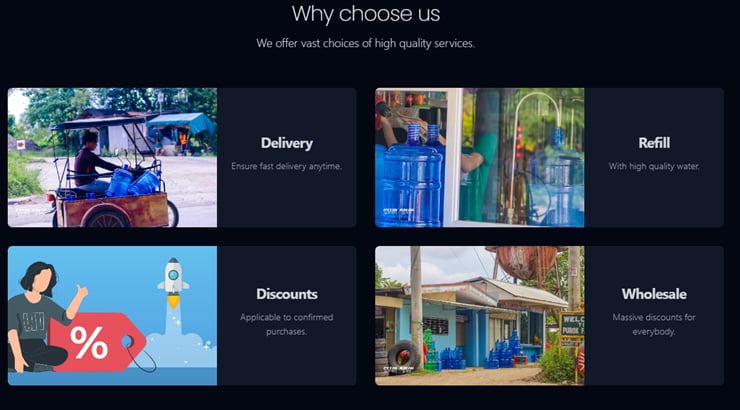 Why choose us
We offer vast choices of high quality services.
Delivery
Ensure fast delivery anytime.
Refill
With high quality water.
%
Discounts
Applicable to confirmed
purchases.
WELC
PUROK
Wholesale
Massive discounts for
everybody.